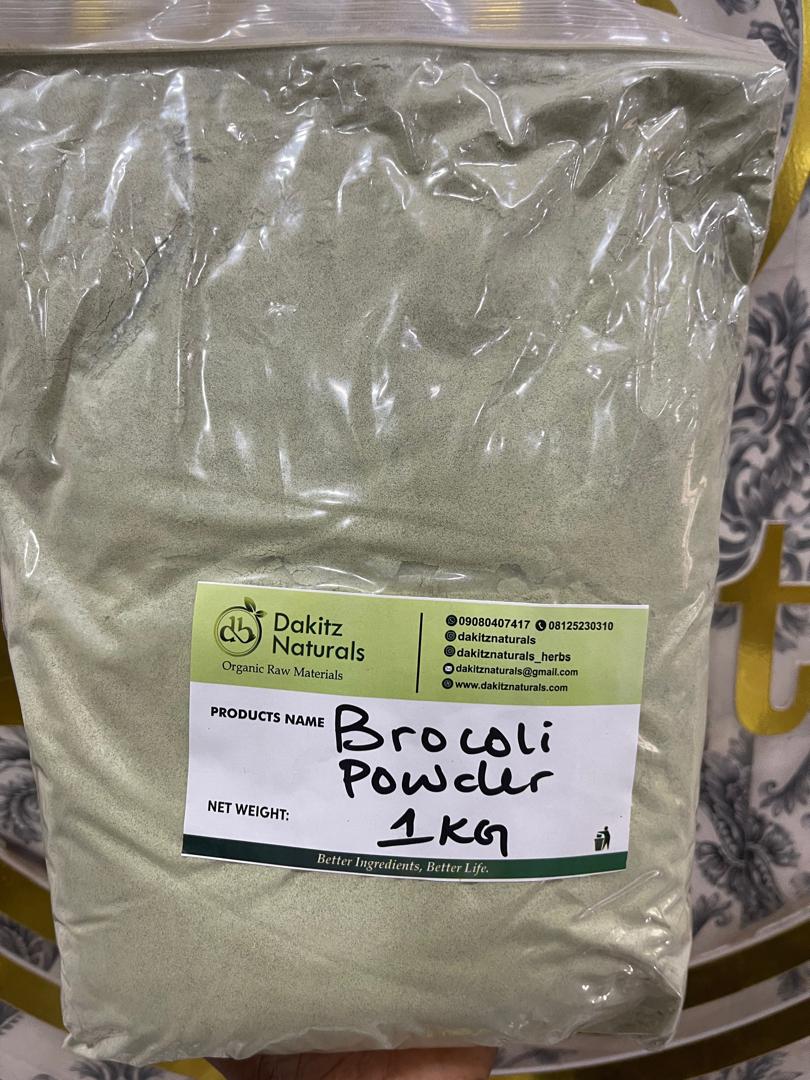 db
Dakitz
Naturals
Organic Raw Materials
09080407417 08125230310
dakitznaturals
dakitznaturals_herbs
dakitznaturals@gmail.com
www.dakitznaturals.com
PRODUCTS NAME Brocoli
Powder
NET WEIGHT: 1KG
Better Ingredients, Better Life.
t